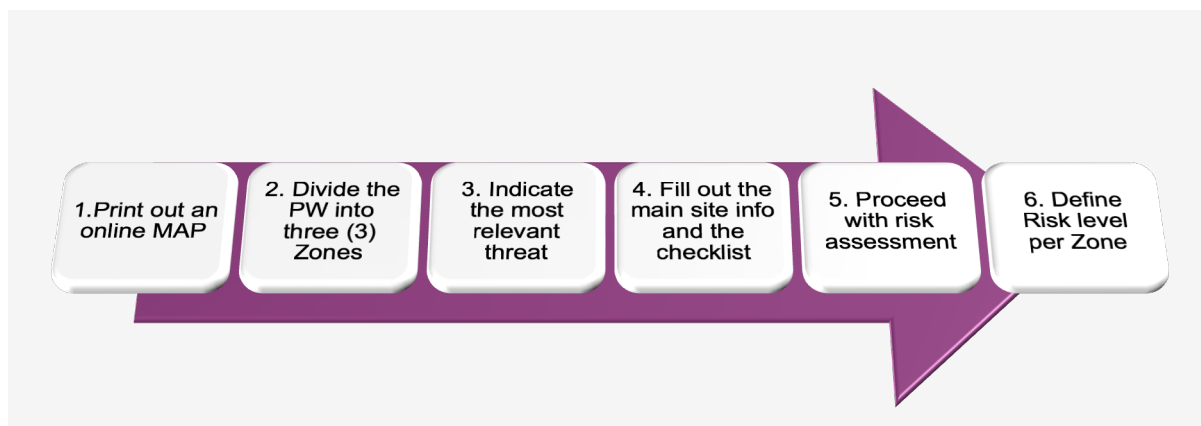 1.Print out an
online MAP
2. Divide the
PW into
three (3)
Zones
3. Indicate
the most
relevant
threat
4. Fill out the
main site info
and the
checklist
5. Proceed
with risk
assessment
6. Define
Risk level
per Zone